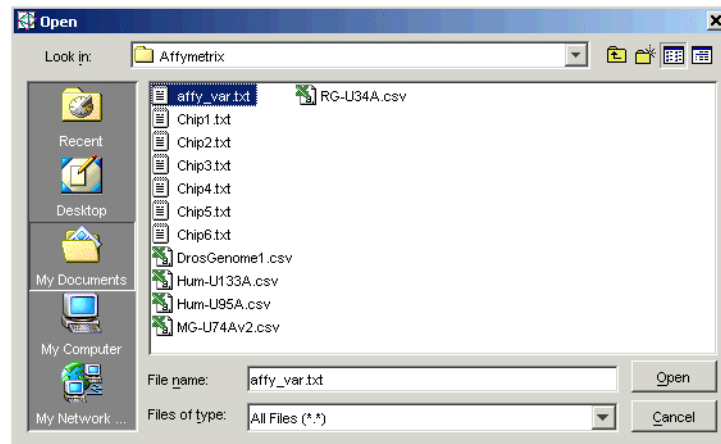 Open
Look in: Affymetrix
affy_var.txt
Chip1.txt
Chip2.txt
Chip3.txt
Chip4.txt
Chip5.txt
Chip6.txt
DrosGenome1.csv
Hum-U133A.csv
Hum-U95A.csv
MG-U74Av2.csv
RG-U34A.csv
Recent
Desktop
My Documents
My Computer
My Network ...
File name: affy_var.txt Open
Files of type: All Files (*.*) Cancel